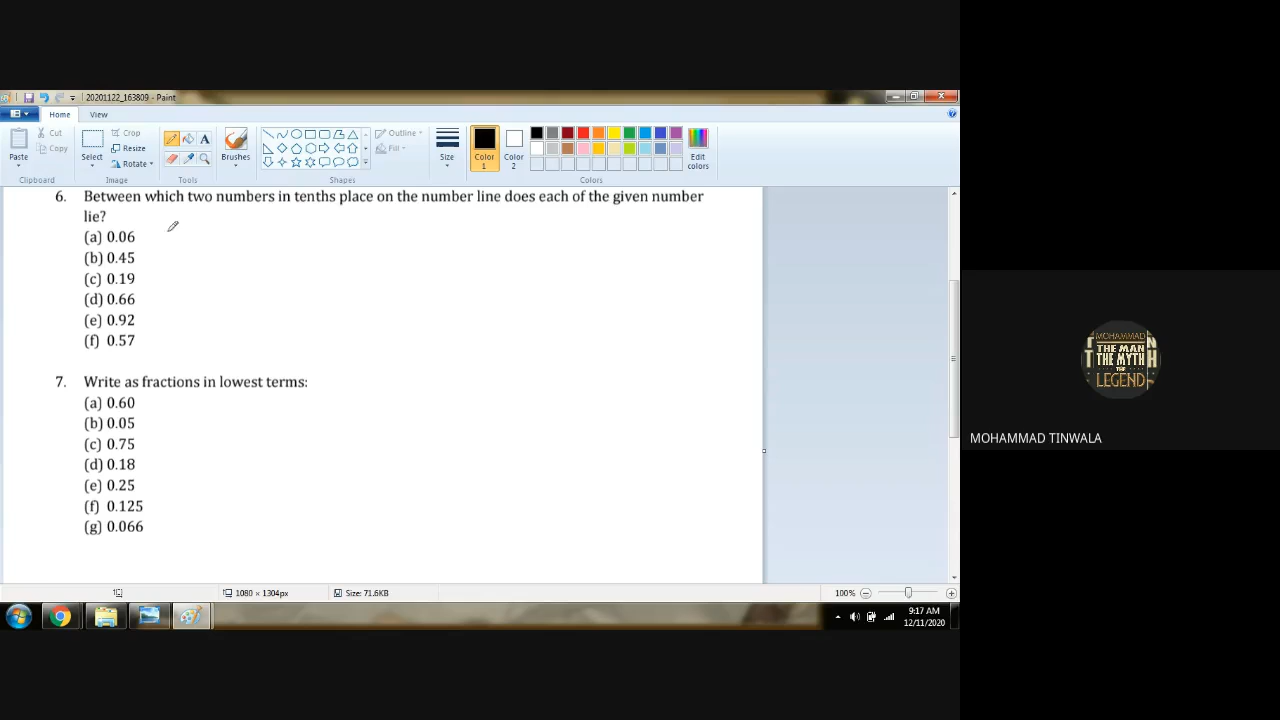 20201122_163809 - Paint
Home
View
Paste
Cut
Copy
Clipboard
Select
Crop
Resize
Rotate
Image
A
Tools
Brushes
Outline
Fill
Shapes
Size
Color 1
Color 2
Edit colors
Colors
6. Between which two numbers in tenths place on the number line does each of the given number
lie?
(a) 0.06
(b) 0.45
(c) 0.19
(d) 0.66
(e) 0.92
(f) 0.57
7. Write as fractions in lowest terms:
(a) 0.60
(b) 0.05
(c) 0.75
(d) 0.18
(e) 0.25
(f) 0.125
(g) 0.066
1080 × 1304px
Size: 71.6KB
100%
9:17 AM
12/11/2020
MOHAMMAD
THE MAN
THE MYTH
THE
LEGEND
MOHAMMAD TINWALA